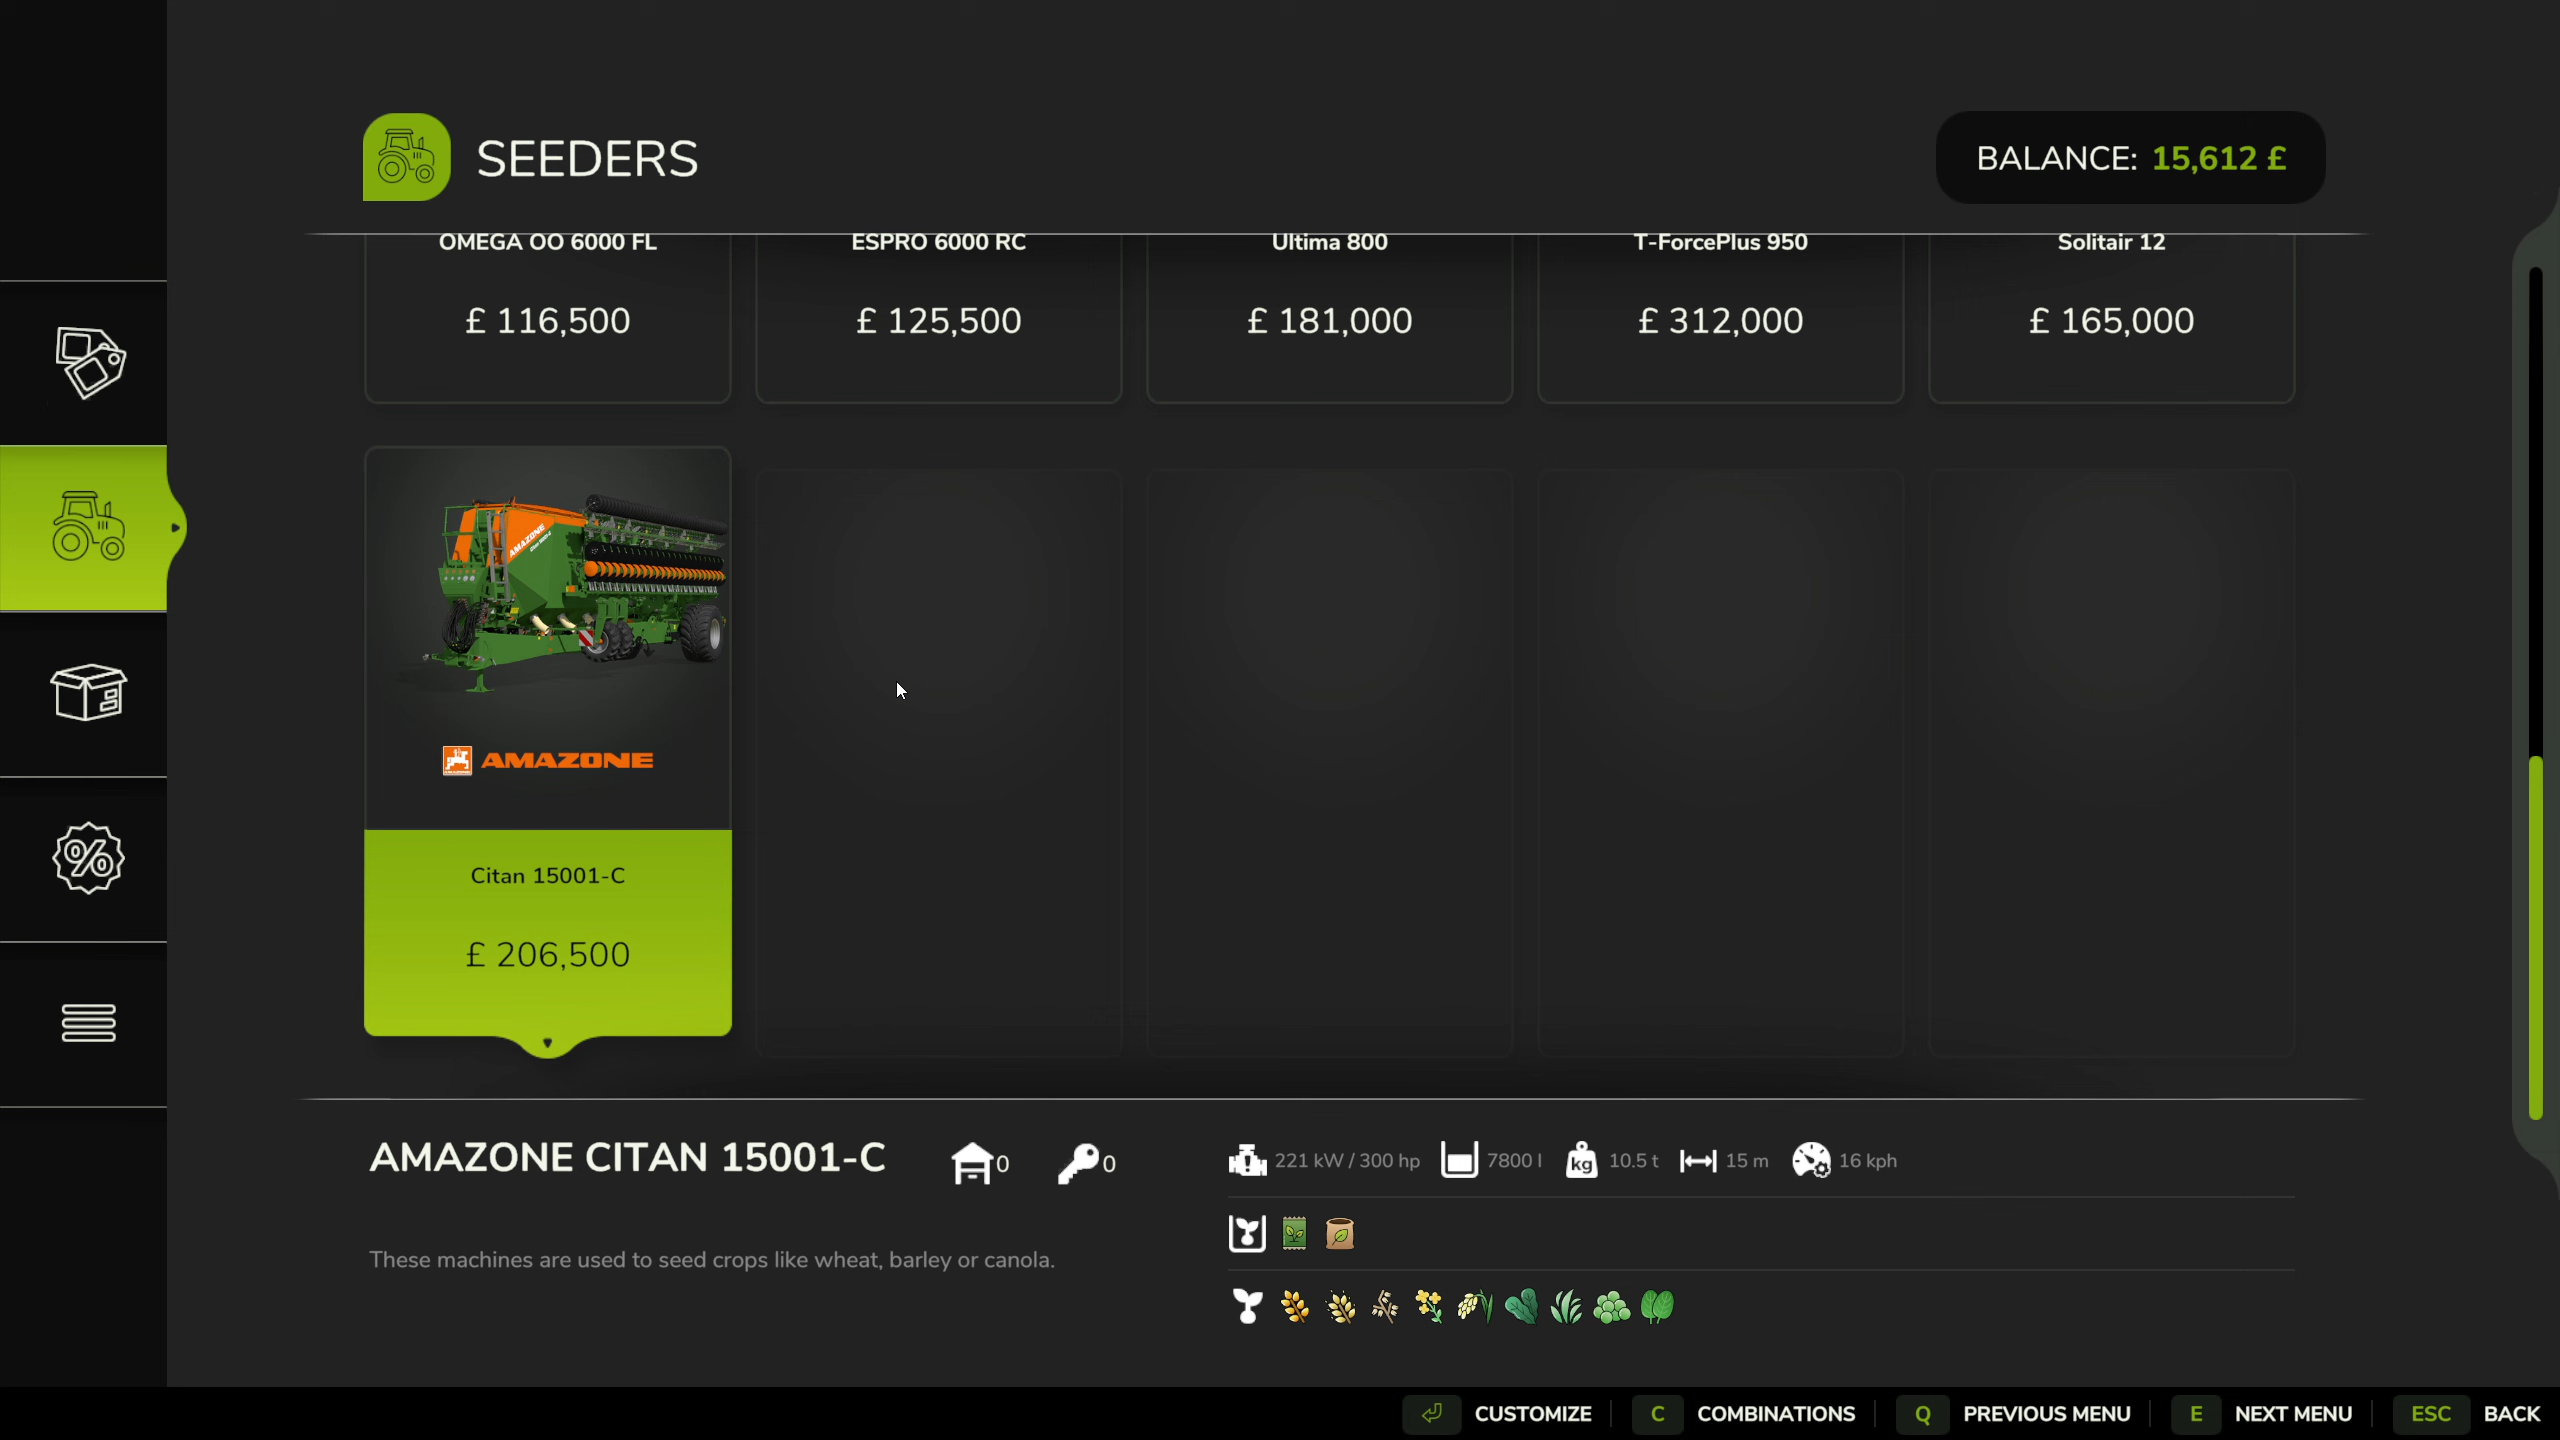 SEEDERS
BALANCE: 15,612 £
OMEGA OO 6000 FL
£ 116,500
ESPRO 6000 RC
£ 125,500
Ultima 800
£ 181,000
T-ForcePlus 950
£ 312,000
Solitair 12
£ 165,000
AMAZONE
AMAZONE
Citan 15001-C
£ 206,500
AMAZONE CITAN 15001-C
0
0
221 kW / 300 hp
7800 l
kg
10.5 t
15 m
16 kph
These machines are used to seed crops like wheat, barley or canola.
CUSTOMIZE
C COMBINATIONS
Q PREVIOUS MENU
E NEXT MENU
ESC BACK